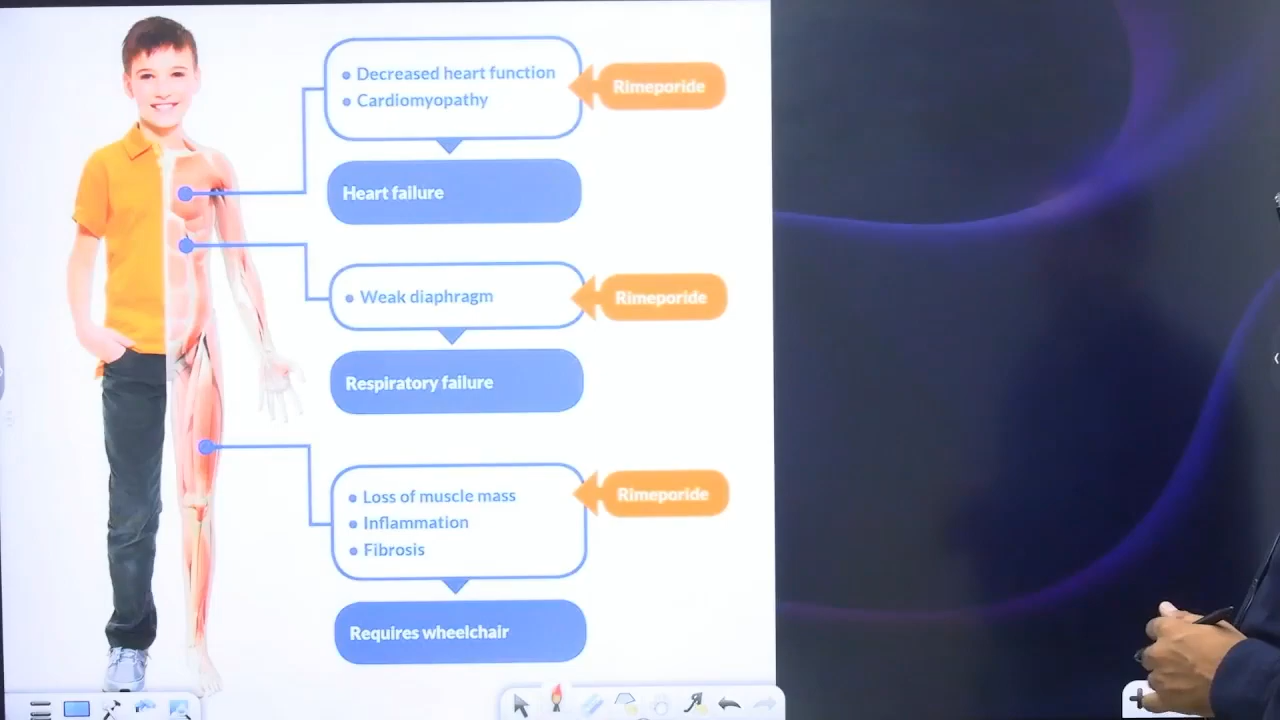 • Decreased heart function
• Cardiomyopathy
Rimeporide
Heart failure
• Weak diaphragm
Rimeporide
Respiratory failure
• Loss of muscle mass
• Inflammation
• Fibrosis
Rimeporide
Requires wheelchair